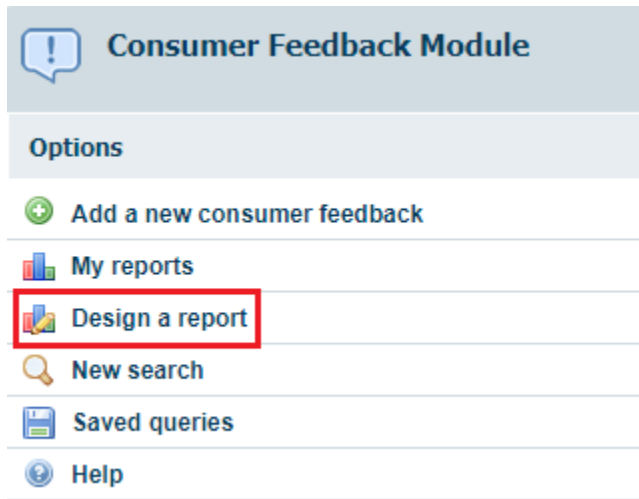 Consumer Feedback Module
Options
Add a new consumer feedback
My reports
Design a report
New search
Saved queries
Help